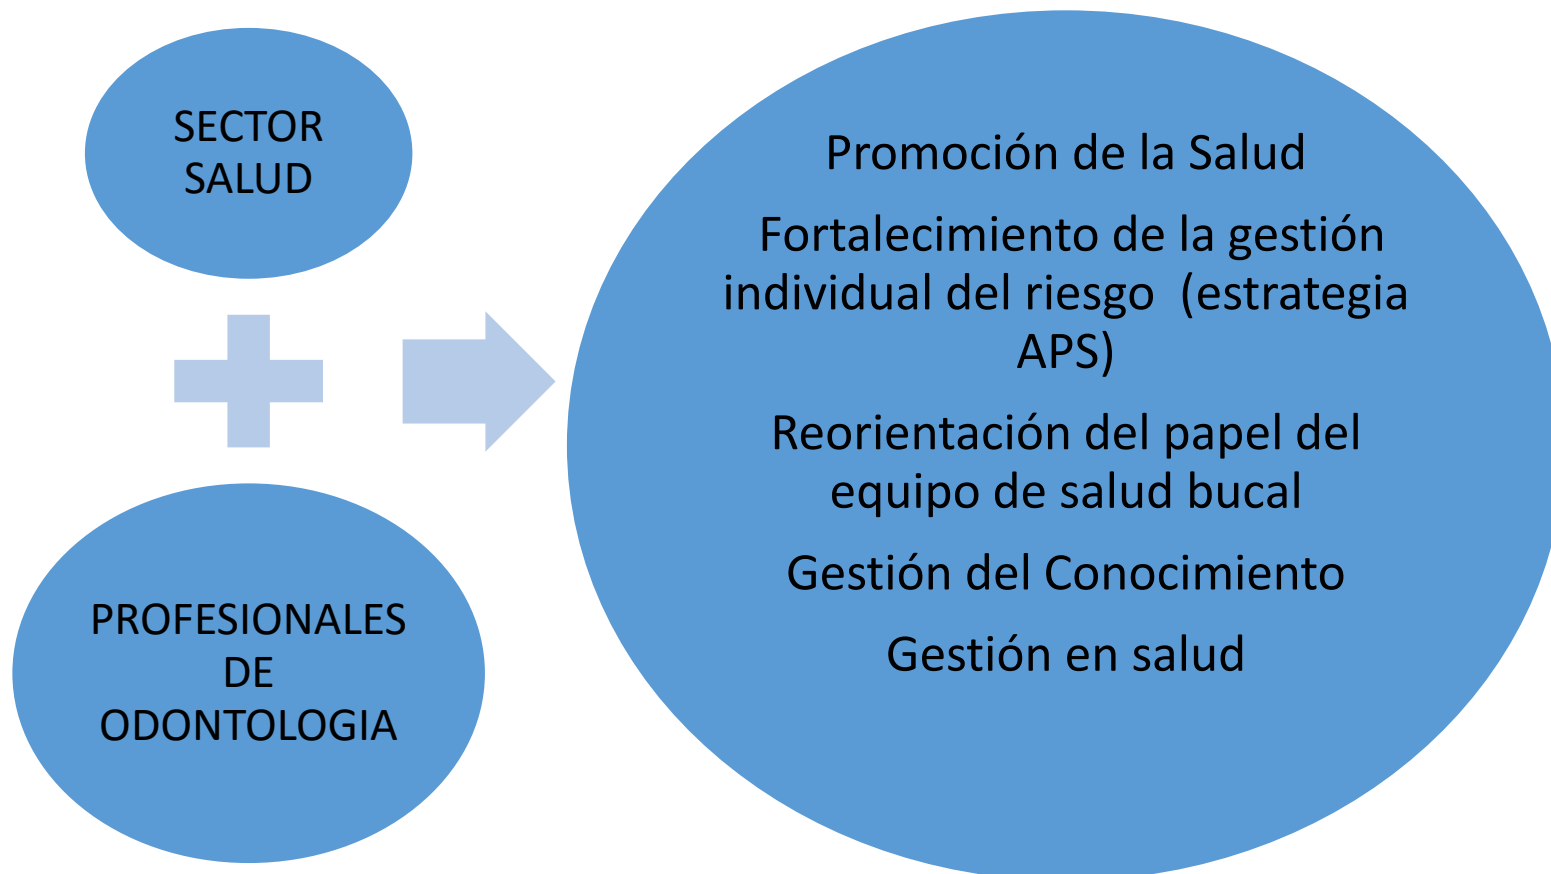 SECTOR
SALUD
PROFESIONALES
DE
ODONTOLOGIA
Promoción de la Salud
Fortalecimiento de la gestión
individual del riesgo  (estrategia
APS)
Reorientación del papel del
equipo de salud bucal
Gestión del Conocimiento
Gestión en salud